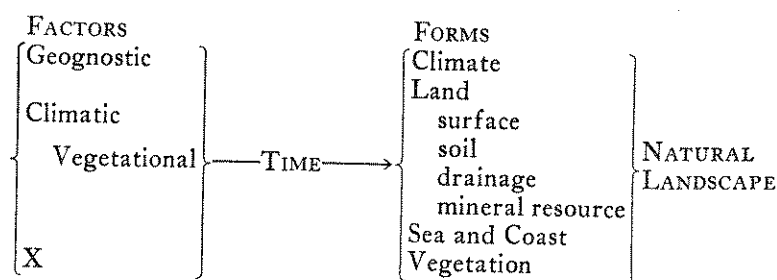 FACTORS
Geognostic
Climatic
Vegetational
X
TIME
FORMS
Climate
Land
surface
soil
drainage
mineral resource
Sea and Coast
Vegetation
NATURAL
LANDSCAPE